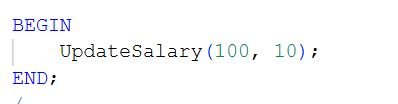 BEGIN
UpdateSalary(100, 10);
END;
/